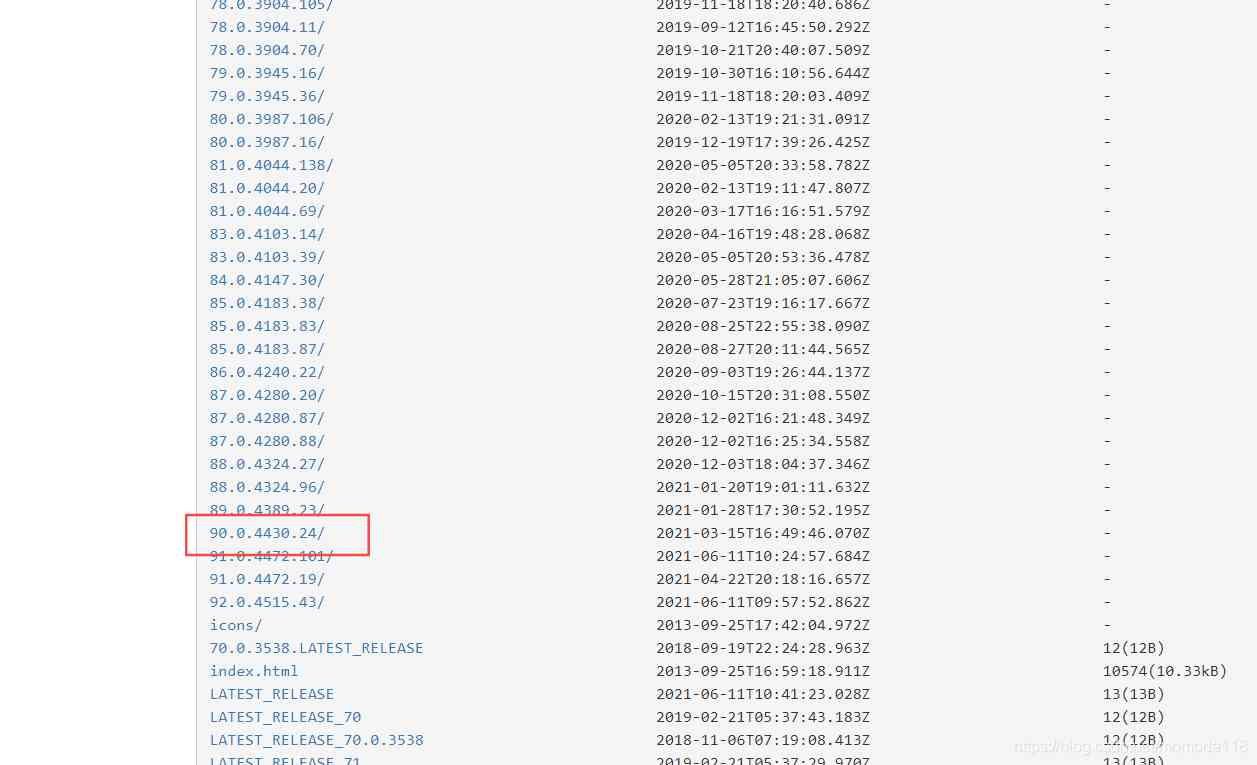 78.0.3904.105/ 2019-11-18T18:20:40.686Z -
78.0.3904.11/ 2019-09-12T16:45:50.292Z -
78.0.3904.70/ 2019-10-21T20:40:07.509Z -
79.0.3945.16/ 2019-10-30T16:10:56.644Z -
79.0.3945.36/ 2019-11-18T18:20:03.409Z -
80.0.3987.106/ 2020-02-13T19:21:31.091Z -
80.0.3987.16/ 2019-12-19T17:39:26.425Z -
81.0.4044.138/ 2020-05-05T20:33:58.782Z -
81.0.4044.20/ 2020-02-13T19:11:47.807Z -
81.0.4044.69/ 2020-03-17T16:16:51.579Z -
83.0.4103.14/ 2020-04-16T19:48:28.068Z -
83.0.4103.39/ 2020-05-05T20:53:36.478Z -
84.0.4147.30/ 2020-05-28T21:05:07.606Z -
85.0.4183.38/ 2020-07-23T19:16:17.667Z -
85.0.4183.83/ 2020-08-25T22:55:38.090Z -
85.0.4183.87/ 2020-08-27T20:11:44.565Z -
86.0.4240.22/ 2020-09-03T19:26:44.137Z -
87.0.4280.20/ 2020-10-15T20:31:08.550Z -
87.0.4280.87/ 2020-12-02T16:21:48.349Z -
87.0.4280.88/ 2020-12-02T16:25:34.558Z -
88.0.4324.27/ 2020-12-03T18:04:37.346Z -
88.0.4324.96/ 2021-01-20T19:01:11.632Z -
89.0.4389.23/ 2021-01-28T17:30:52.195Z -
90.0.4430.24/ 2021-03-15T16:49:46.070Z -
91.0.4472.101/ 2021-06-11T10:24:57.684Z -
91.0.4472.19/ 2021-04-22T20:18:16.657Z -
92.0.4515.43/ 2021-06-11T09:57:52.862Z -
icons/ 2013-09-25T17:42:04.972Z -
70.0.3538.LATEST_RELEASE 2018-09-19T22:24:28.963Z 12(12B)
index.html 2013-09-25T16:59:18.911Z 10574(10.33kB)
LATEST_RELEASE 2021-06-11T10:41:23.028Z 13(13B)
LATEST_RELEASE_70 2019-02-21T05:37:43.183Z 12(12B)
LATEST_RELEASE_70.0.3538 2018-11-06T07:19:08.413Z 12(12B)
LATEST_RELEASE_71 2019-02-21T05:37:29.970Z 13(13B)